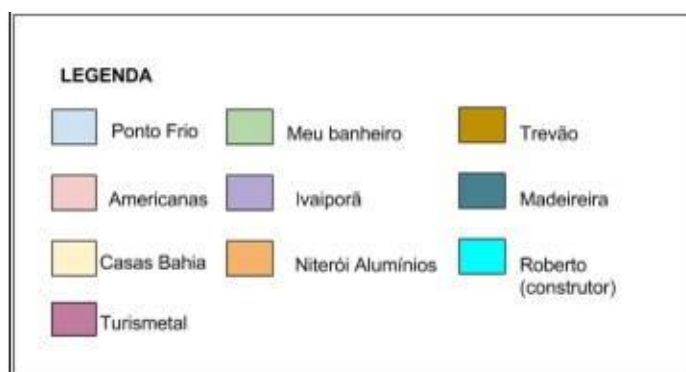 LEGENDA
Ponto Frio
Meu banheiro
Trevão
Americanas
Ivaiporã
Madeireira
Casas Bahia
Niterói Alumínios
Roberto
(construtor)
Turismetal